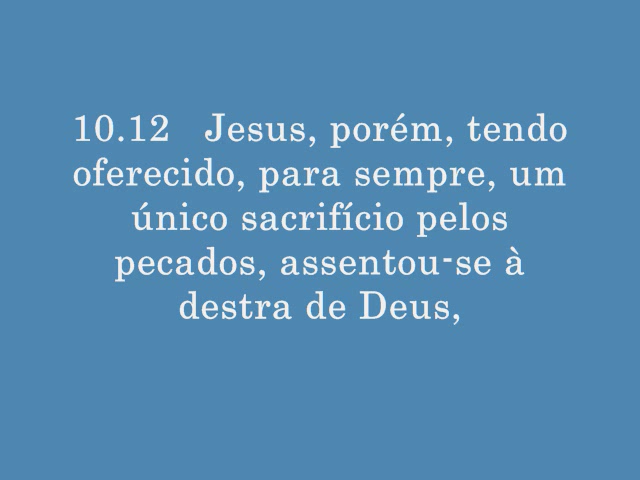 10.12 Jesus, porém, tendo
oferecido, para sempre, um
único sacrifício pelos
pecados, assentou-se à
destra de Deus,